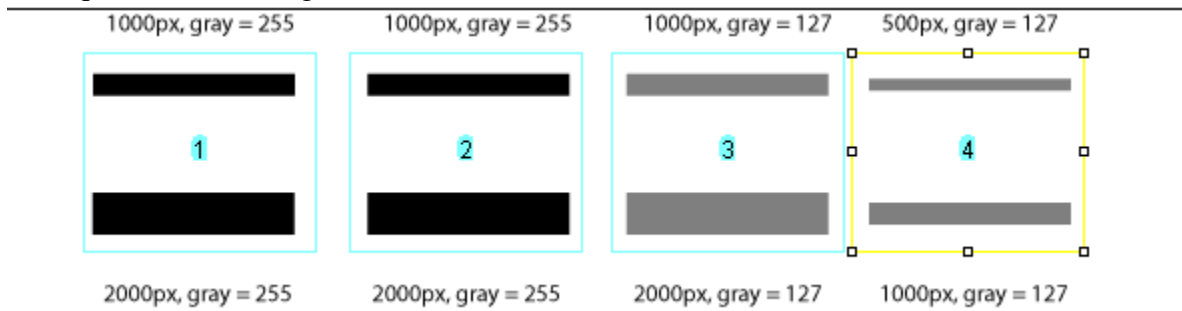 1000px, gray = 255 1000px, gray = 255 1000px, gray = 127 500px, gray = 127
1 2 3 4
2000px, gray = 255 2000px, gray = 255 2000px, gray = 127 1000px, gray = 127